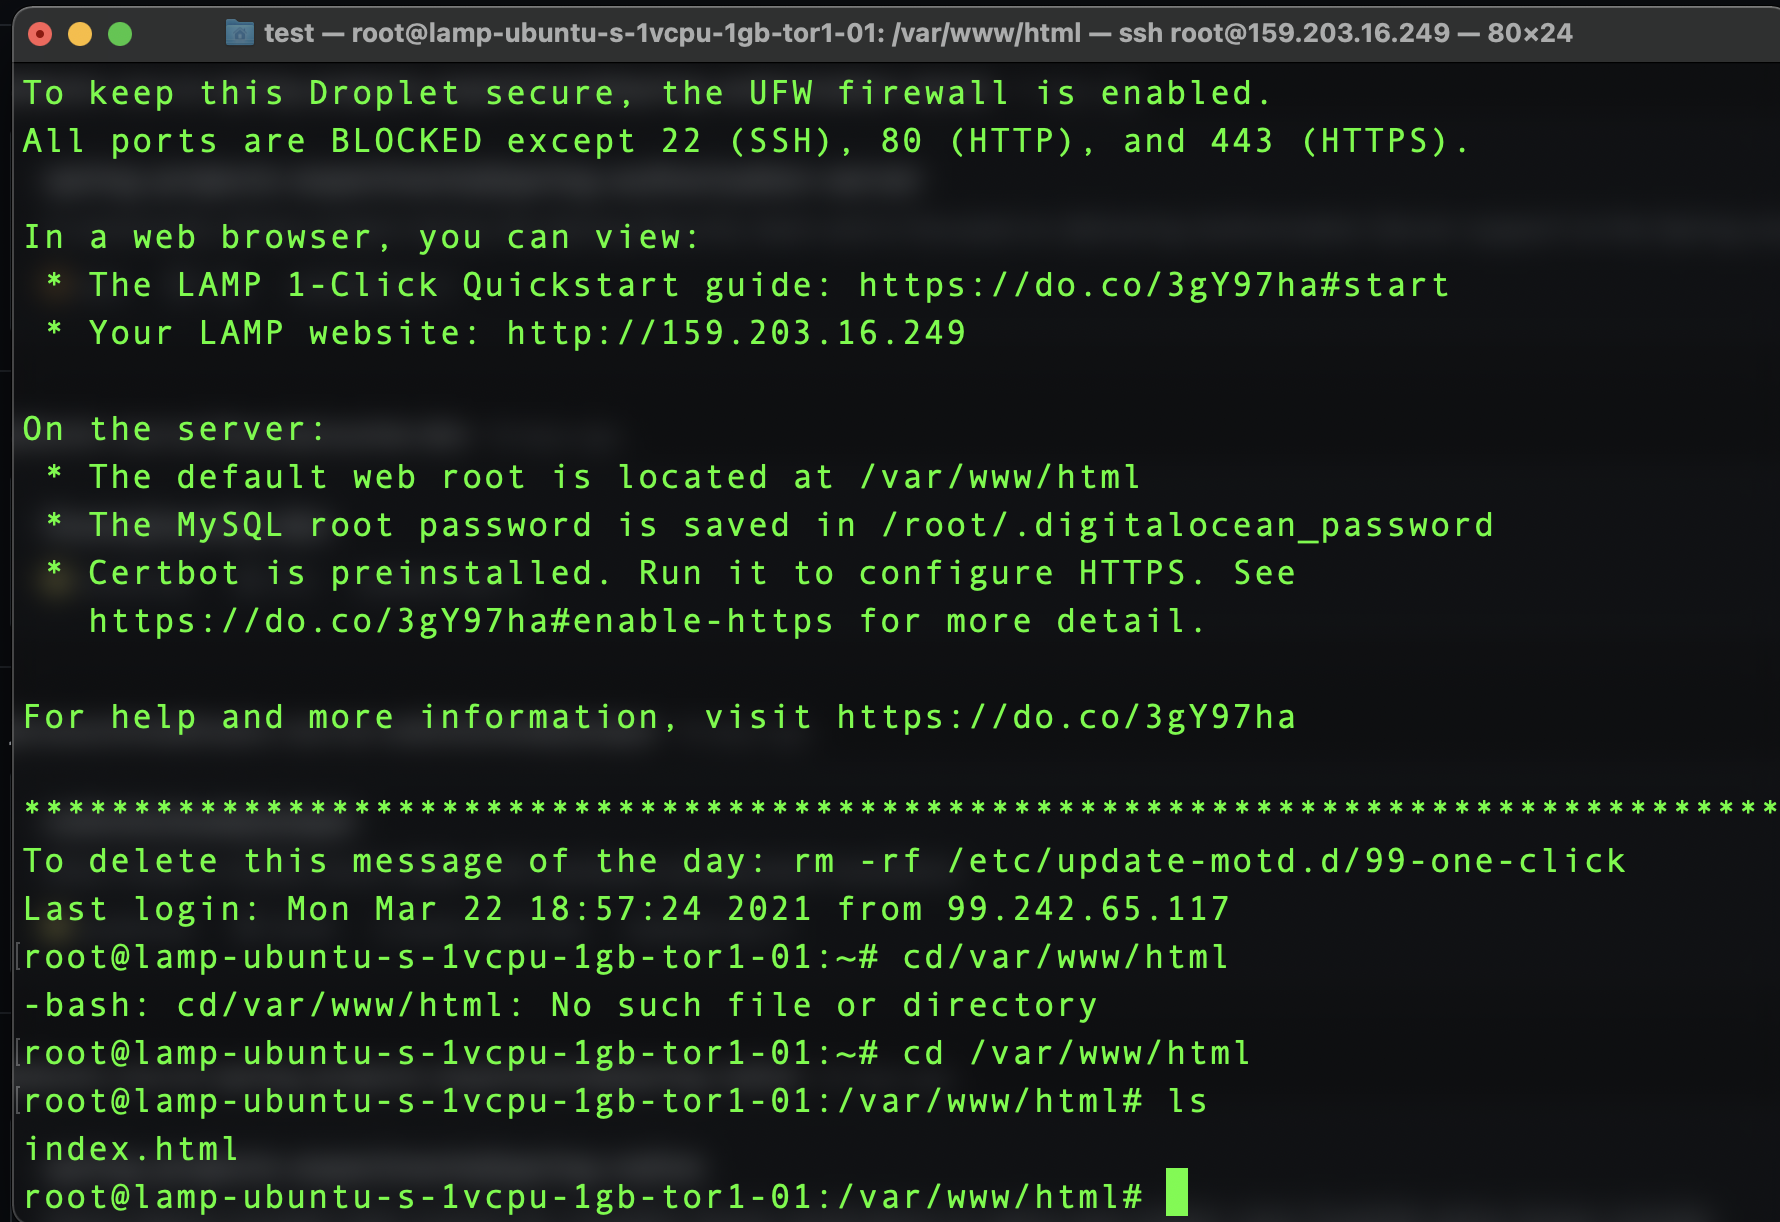 test — root@lamp-ubuntu-s-1vcpu-1gb-tor1-01: /var/www/html — ssh root@159.203.16.249 — 80×24
To keep this Droplet secure, the UFW firewall is enabled.
All ports are BLOCKED except 22 (SSH), 80 (HTTP), and 443 (HTTPS).
In a web browser, you can view:
* The LAMP 1-Click Quickstart guide: https://do.co/3gY97ha#start
* Your LAMP website: http://159.203.16.249
On the server:
* The default web root is located at /var/www/html
* The MySQL root password is saved in /root/.digitalocean_password
* Certbot is preinstalled. Run it to configure HTTPS. See
https://do.co/3gY97ha#enable-https for more detail.
For help and more information, visit https://do.co/3gY97ha
********************************************************************************
To delete this message of the day: rm -rf /etc/update-motd.d/99-one-click
Last login: Mon Mar 22 18:57:24 2021 from 99.242.65.117
root@lamp-ubuntu-s-1vcpu-1gb-tor1-01:~# cd/var/www/html
-bash: cd/var/www/html: No such file or directory
root@lamp-ubuntu-s-1vcpu-1gb-tor1-01:~# cd /var/www/html
root@lamp-ubuntu-s-1vcpu-1gb-tor1-01:/var/www/html# ls
index.html
root@lamp-ubuntu-s-1vcpu-1gb-tor1-01:/var/www/html#